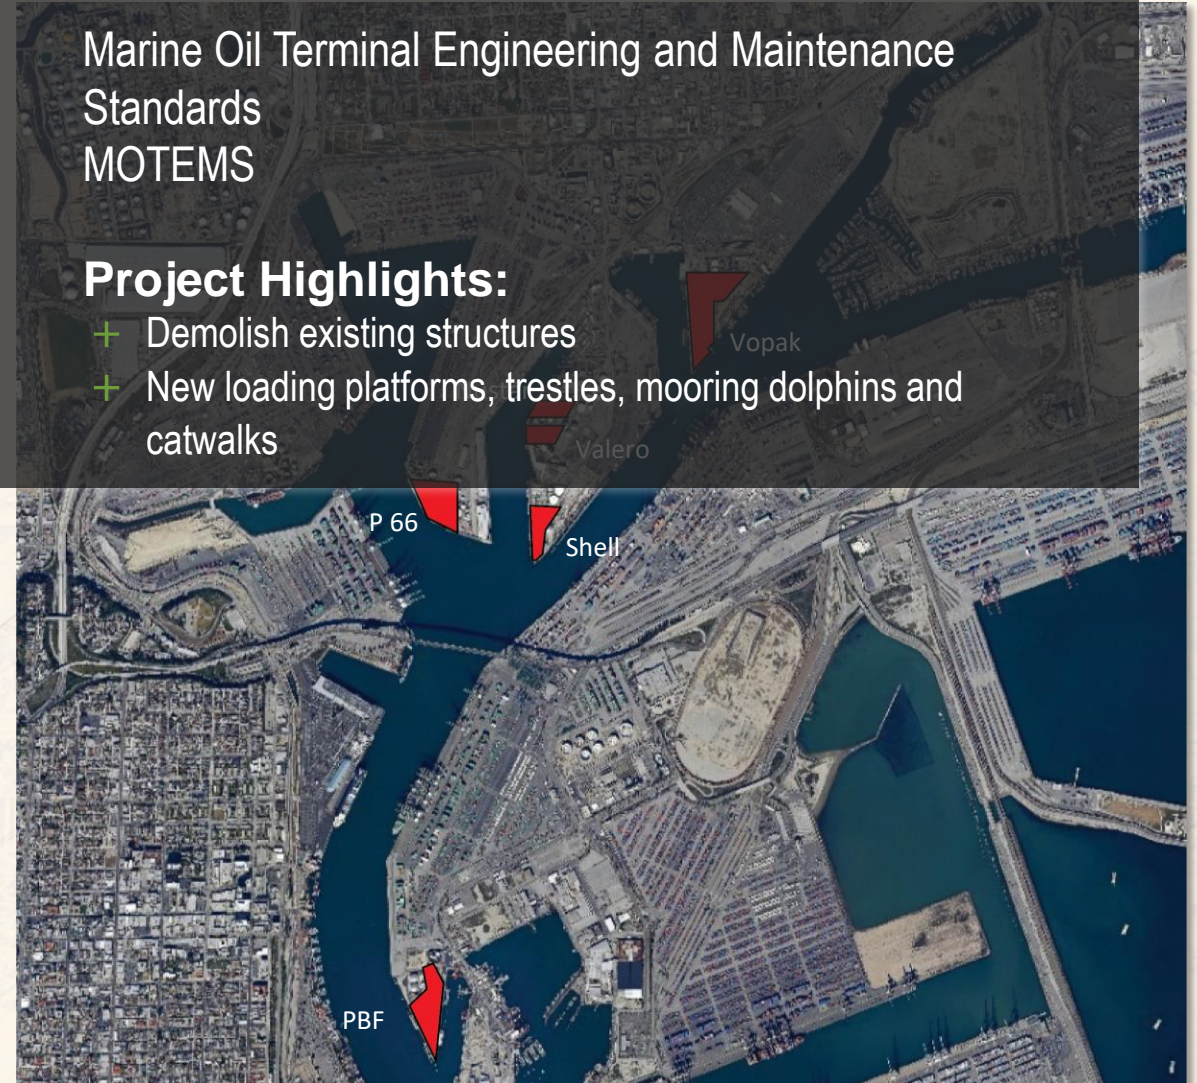 Marine Oil Terminal Engineering and Maintenance
Standards
MOTEMS
Project Highlights:
+ Demolish existing structures
+ New loading platforms, trestles, mooring dolphins and
catwalks
Vopak
Valero
P 66
Shell
PBF